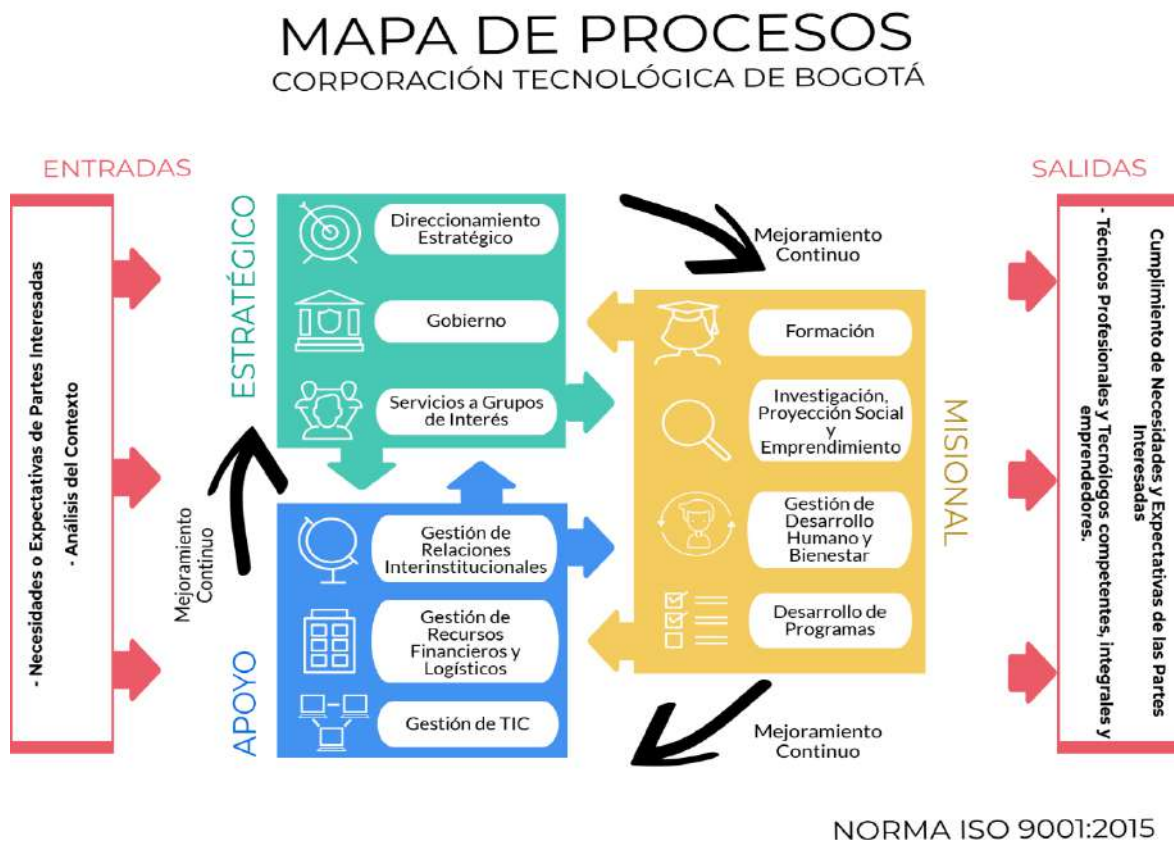 MAPA DE PROCESOS
CORPORACIÓN TECNOLÓGICA DE BOGOTÁ
ENTRADAS
- Necesidades o Expectativas de Partes Interesadas
- Análisis del Contexto
ESTRATÉGICO
Direccionamiento
Estratégico
Gobierno
Servicios a Grupos
de Interés
Mejoramiento
Continuo
APOYO
Gestión de
Relaciones
Interinstitucionales
Gestión de
Recursos
Financieros y
Logísticos
Gestión de TIC
Mejoramiento
Continuo
MISIONAL
Formación
Investigación,
Proyección Social
y
Emprendimiento
Gestión de
Desarrollo
Humano y
Bienestar
Desarrollo de
Programas
Mejoramiento
Continuo
SALIDAS
Cumplimiento de Necesidades y Expectativas de las Partes
Interesadas
- Técnicos Profesionales y Tecnólogos competentes, integrales y
emprendedores.
NORMA ISO 9001:2015